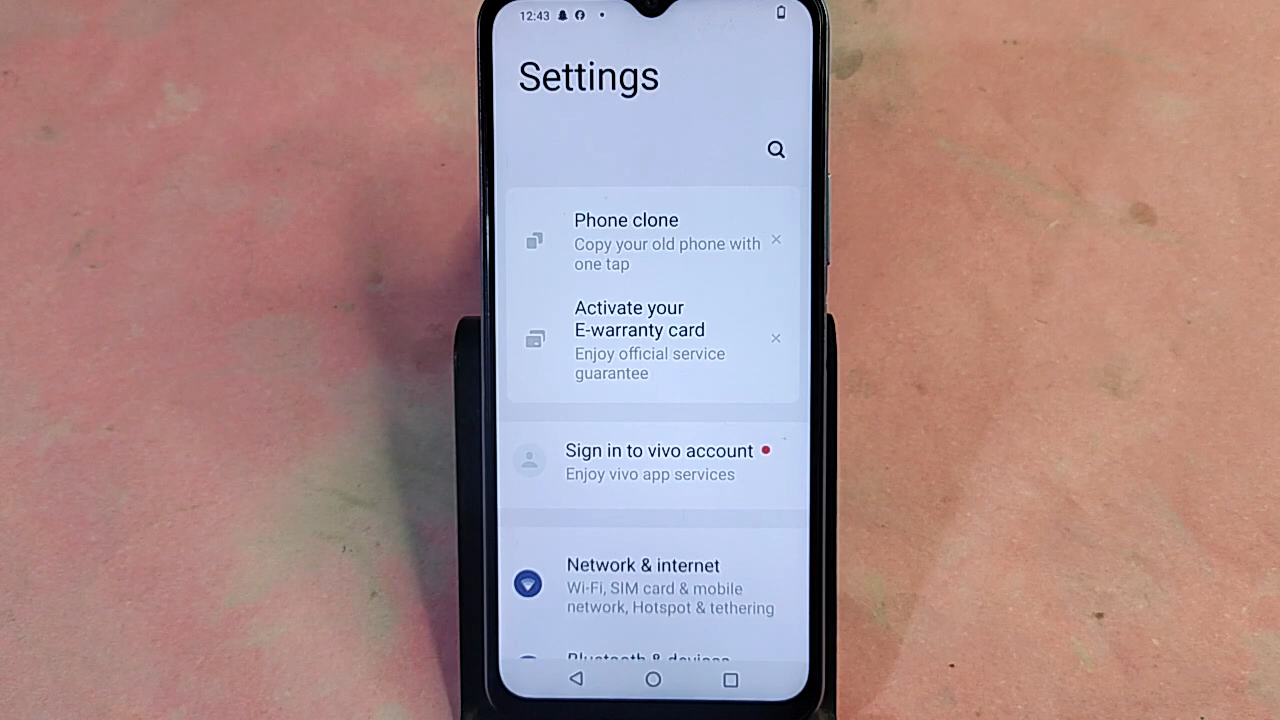 12:43
Settings
Phone clone
Copy your old phone with
one tap
Activate your
E-warranty card
Enjoy official service
guarantee
Sign in to vivo account
Enjoy vivo app services
Network & internet
Wi-Fi, SIM card & mobile
network, Hotspot & tethering
Bluetooth & devices